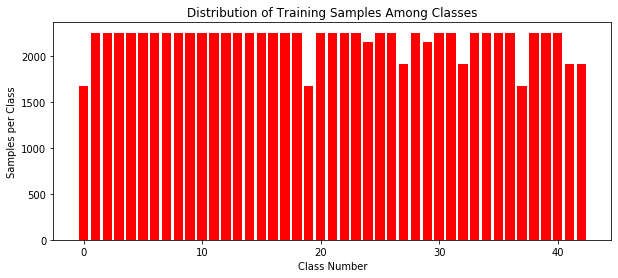 Distribution of Training Samples Among Classes
Samples per Class
2000
1500
1000
500
0
0 10 20 30 40
Class Number